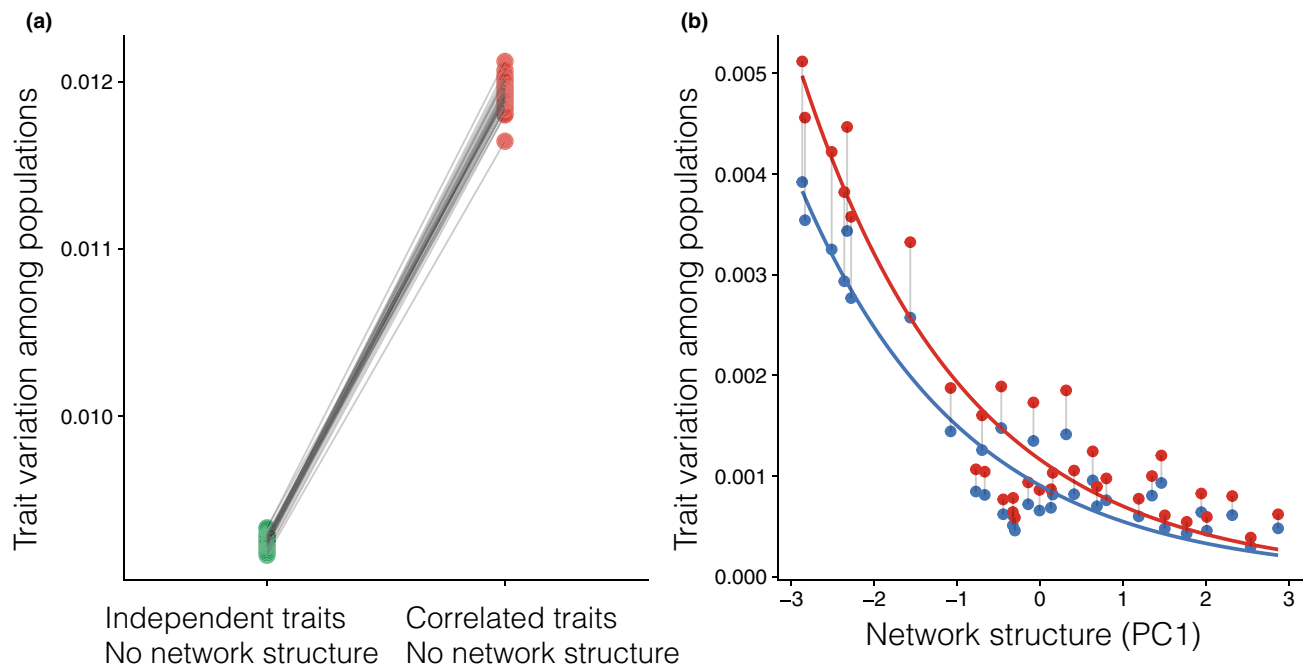 (a)
Trait variation among populations
0.012
0.011
0.010
Independent traits
No network structure
Correlated traits
No network structure
(b)
Trait variation among populations
0.005
0.004
0.003
0.002
0.001
0.000
−3 −2 −1 0 1 2 3
Network structure (PC1)